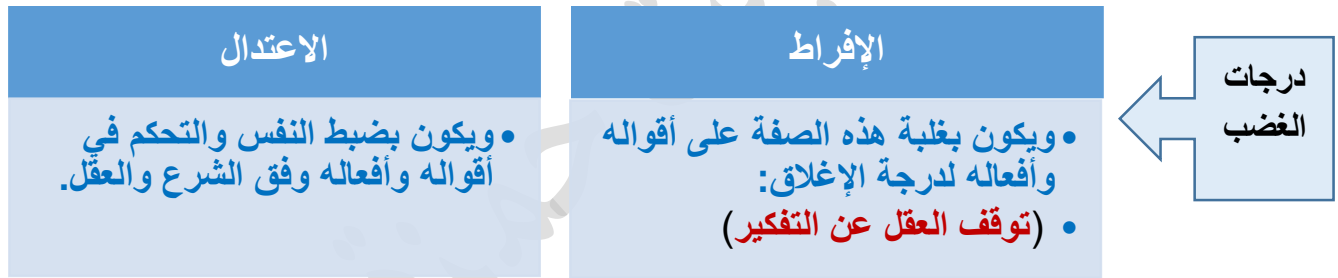 درجات
الغضب
الإفراط
• ويكون بغلبة هذه الصفة على أقواله
وأفعاله لدرجة الإغلاق:
• (توقف العقل عن التفكير)
الاعتدال
• ويكون بضبط النفس والتحكم في
أقواله وأفعاله وفق الشرع والعقل.